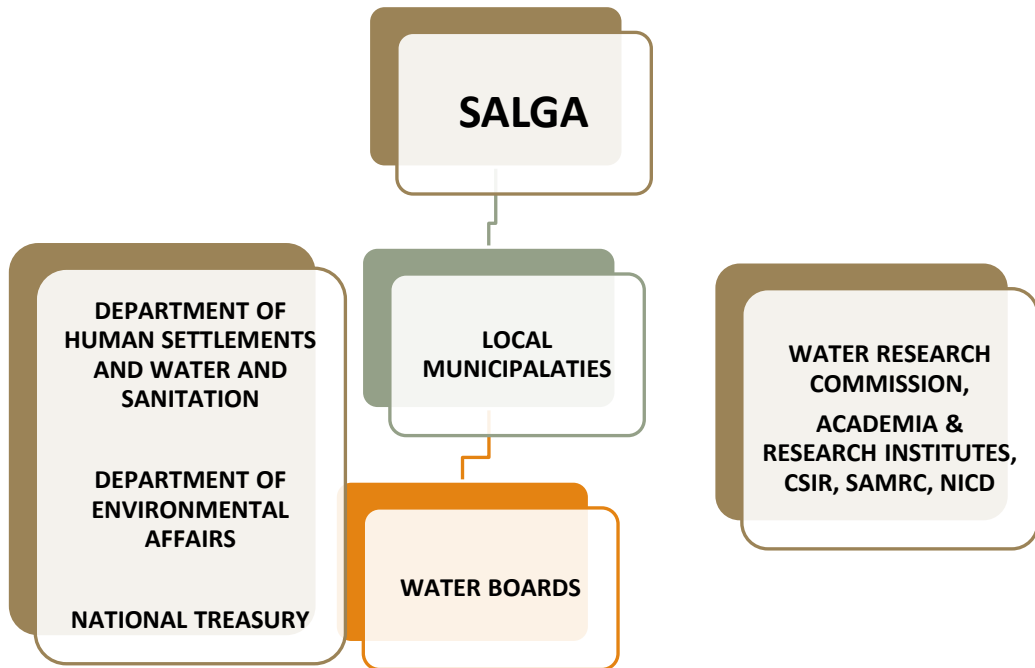 SALGA
DEPARTMENT OF
HUMAN SETTLEMENTS
AND WATER AND
SANITATION
DEPARTMENT OF
ENVIRONMENTAL
AFFAIRS
NATIONAL TREASURY
LOCAL
MUNICIPALATIES
WATER BOARDS
WATER RESEARCH
COMMISSION,
ACADEMIA &
RESEARCH INSTITUTES,
CSIR, SAMRC, NICD